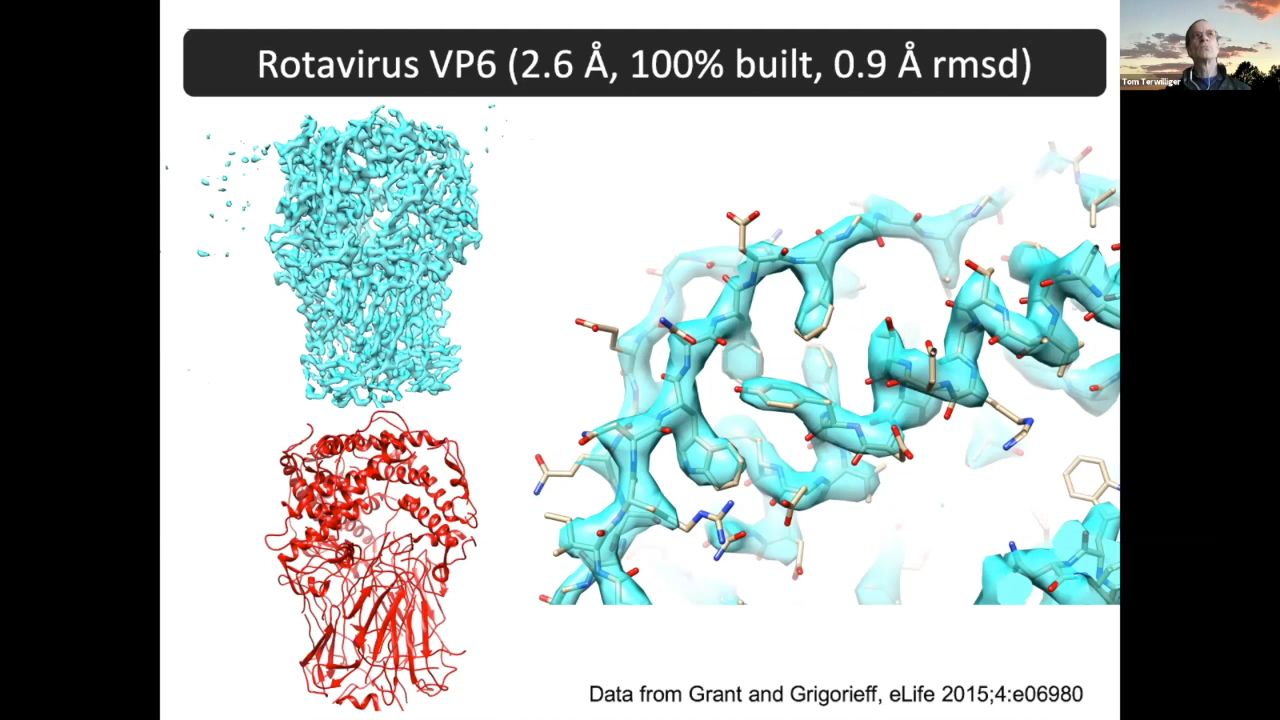 Rotavirus VP6 (2.6 Å, 100% built, 0.9 Å rmsd)
Tom Terwilliger
Data from Grant and Grigorieff, eLife 2015;4:e06980